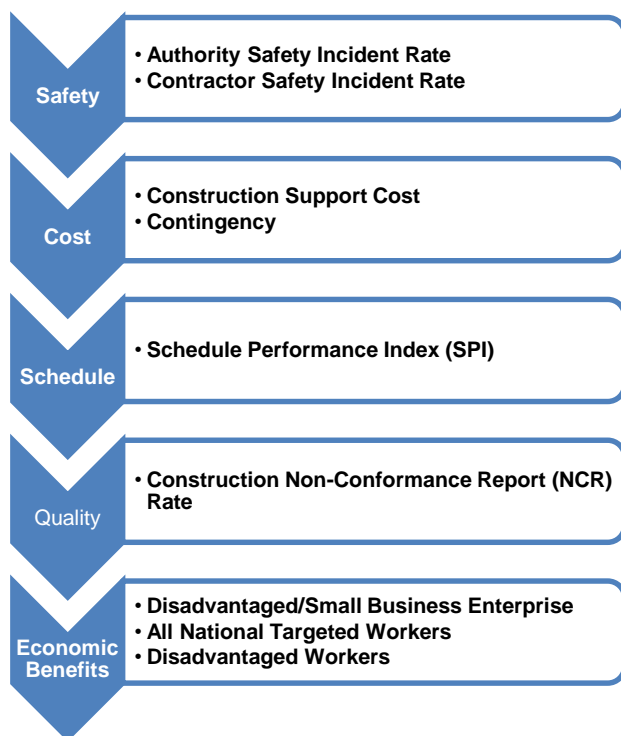 Safety
• Authority Safety Incident Rate
• Contractor Safety Incident Rate
Cost
• Construction Support Cost
• Contingency
Schedule
• Schedule Performance Index (SPI)
Quality
• Construction Non-Conformance Report (NCR)
Rate
Economic
Benefits
• Disadvantaged/Small Business Enterprise
• All National Targeted Workers
• Disadvantaged Workers